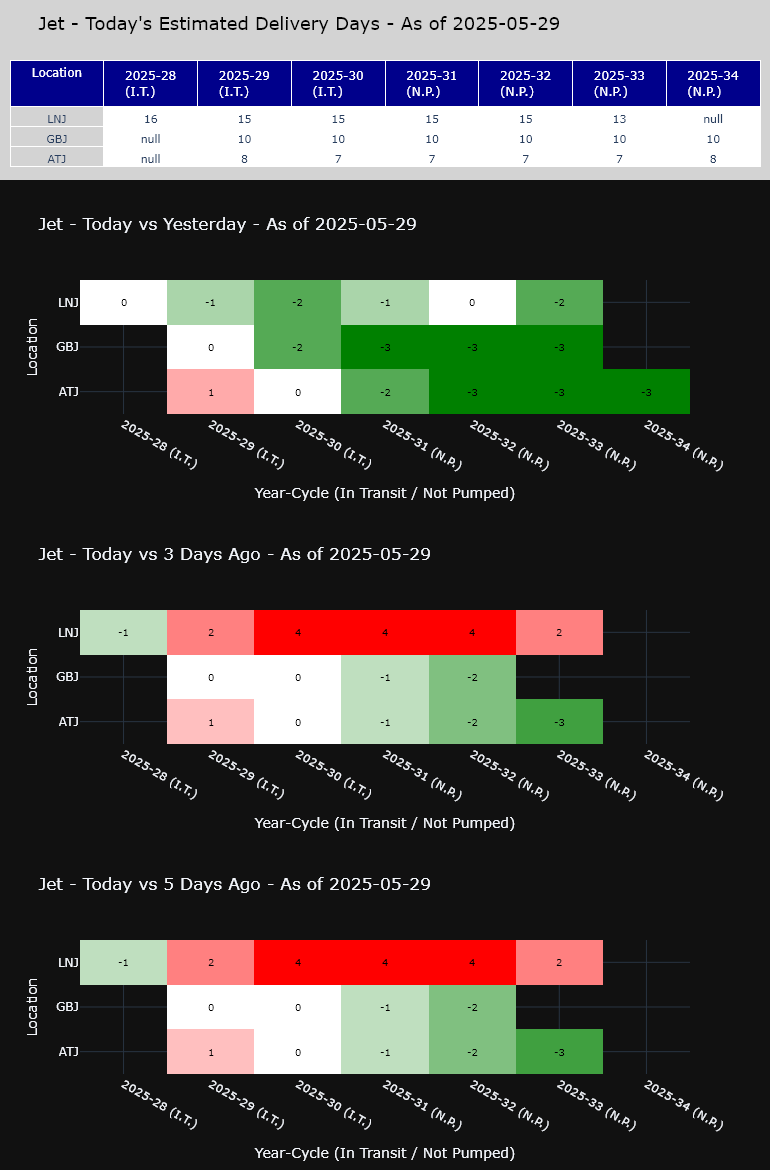 Jet - Today's Estimated Delivery Days - As of 2025-05-29
Location 2025-28 (I.T.) 2025-29 (I.T.) 2025-30 (I.T.) 2025-31 (N.P.) 2025-32 (N.P.) 2025-33 (N.P.) 2025-34 (N.P.)
LNJ 16 15 15 15 15 13 null
GBJ null 10 10 10 10 10 10
ATJ null 8 7 7 7 7 8
Jet - Today vs Yesterday - As of 2025-05-29
Location
LNJ 0 -1 -2 -1 0 -2
GBJ 0 -2 -3 -3 -3
ATJ 1 0 -2 -3 -3 -3
2025-28 (I.T.) 2025-29 (I.T.) 2025-30 (I.T.) 2025-31 (N.P.) 2025-32 (N.P.) 2025-33 (N.P.) 2025-34 (N.P.)
Year-Cycle (In Transit / Not Pumped)
Jet - Today vs 3 Days Ago - As of 2025-05-29
Location
LNJ -1 2 4 4 4 2
GBJ 0 0 -1 -2
ATJ 1 0 -1 -2 -3
2025-28 (I.T.) 2025-29 (I.T.) 2025-30 (I.T.) 2025-31 (N.P.) 2025-32 (N.P.) 2025-33 (N.P.) 2025-34 (N.P.)
Year-Cycle (In Transit / Not Pumped)
Jet - Today vs 5 Days Ago - As of 2025-05-29
Location
LNJ -1 2 4 4 4 2
GBJ 0 0 -1 -2
ATJ 1 0 -1 -2 -3
2025-28 (I.T.) 2025-29 (I.T.) 2025-30 (I.T.) 2025-31 (N.P.) 2025-32 (N.P.) 2025-33 (N.P.) 2025-34 (N.P.)
Year-Cycle (In Transit / Not Pumped)